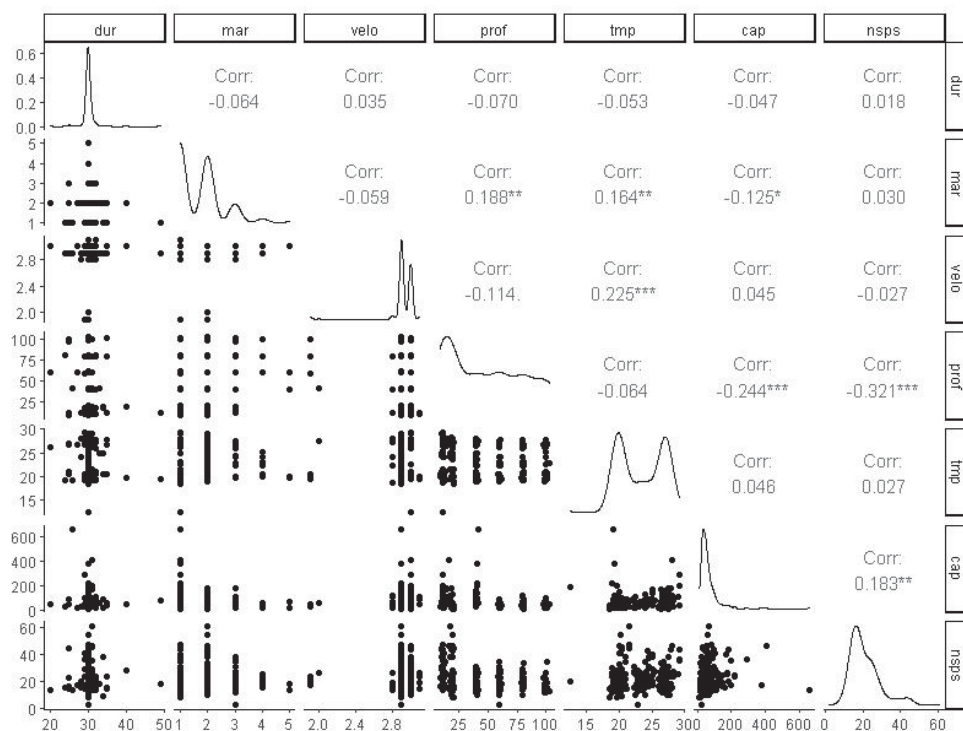 dur mar velo prof tmp cap nsps
0.6 Corr: Corr: Corr: Corr: Corr: Corr: dur
0.4 -0.064 0.035 -0.070 -0.053 -0.047 0.018
0.2
0.0
5 mar
4 Corr: Corr: Corr: Corr: Corr:
3 -0.059 0.188** 0.164** -0.125* 0.030
2
1
2.8 Corr: Corr: Corr: Corr: velo
2.4 -0.114. 0.225*** 0.045 -0.027
2.0
100 Corr: Corr: Corr: prof
75 -0.064 -0.244*** -0.321***
50
25
30 tmp
25 Corr: Corr:
20 0.046 0.027
15
600 Corr: cap
400 0.183**
200
0
60 nsps
40
20
0
20 30 40 50 1 2 3 4 5 2.0 2.4 2.8 25 50 75 100 15 20 25 30 0 200 400 600 0 20 40 60